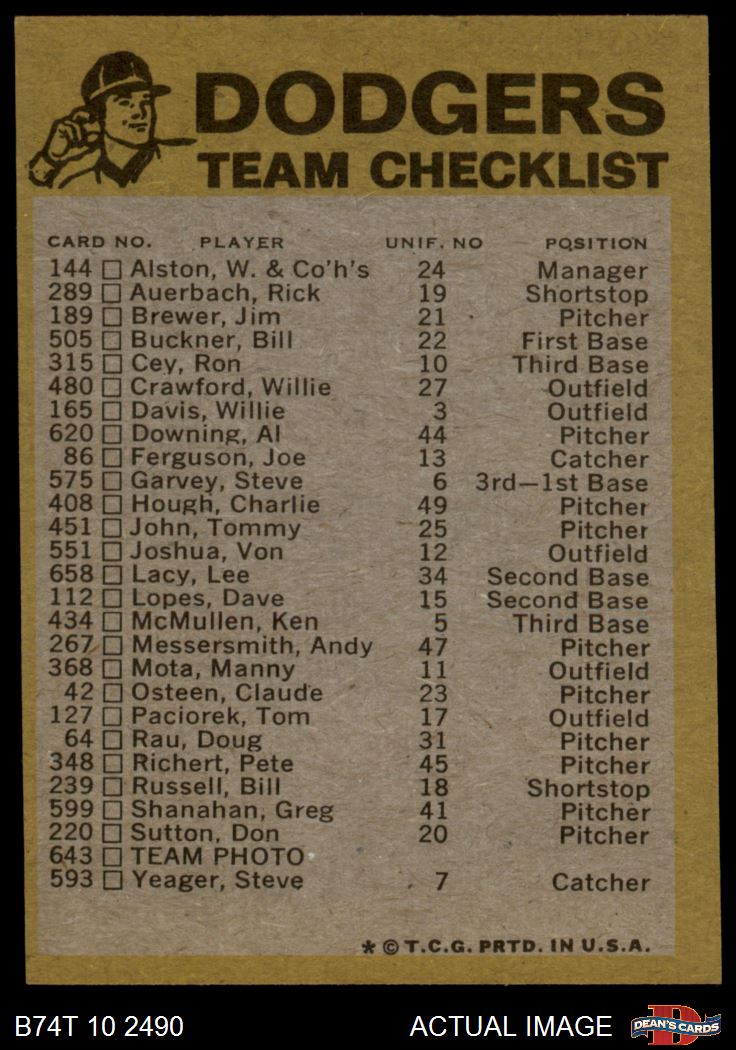 DODGERS
TEAM CHECKLIST
CARD NO. PLAYER UNIF. NO POSITION
144 □ Alston, W. & Co'h's 24 Manager
289 □ Auerbach, Rick 19 Shortstop
189 □ Brewer, Jim 21 Pitcher
505 □ Buckner, Bill 22 First Base
315 □ Cey, Ron 10 Third Base
480 □ Crawford, Willie 27 Outfield
165 □ Davis, Willie 3 Outfield
620 □ Downing, Al 44 Pitcher
86 □ Ferguson, Joe 13 Catcher
575 □ Garvey, Steve 6 3rd—1st Base
408 □ Hough, Charlie 49 Pitcher
451 □ John, Tommy 25 Pitcher
551 □ Joshua, Von 12 Outfield
658 □ Lacy, Lee 34 Second Base
112 □ Lopes, Dave 15 Second Base
434 □ McMullen, Ken 5 Third Base
267 □ Messersmith, Andy 47 Pitcher
368 □ Mota, Manny 11 Outfield
42 □ Osteen, Claude 23 Pitcher
127 □ Paciorek, Tom 17 Outfield
64 □ Rau, Doug 31 Pitcher
348 □ Richert, Pete 45 Pitcher
239 □ Russell, Bill 18 Shortstop
599 □ Shanahan, Greg 41 Pitcher
220 □ Sutton, Don 20 Pitcher
643 □ TEAM PHOTO
593 □ Yeager, Steve 7 Catcher
* © T.C.G. PRTD. IN U.S.A.
B74T 10 2490 ACTUAL IMAGE DEAN'S CARDS